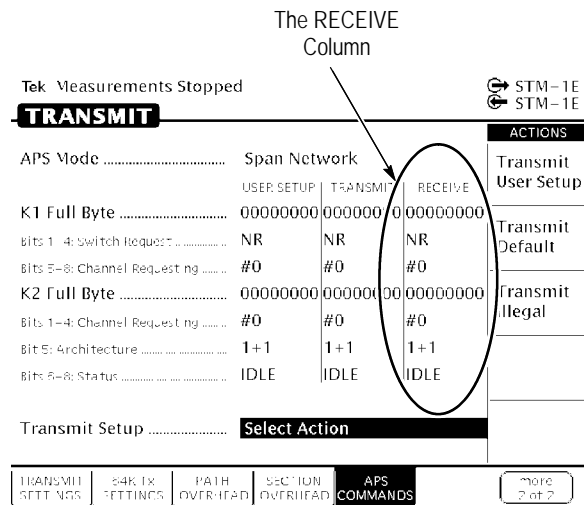 The RECEIVE
Column
Tek Measurements Stopped
STM-1E
STM-1E
TRANSMIT
ACTIONS
APS Mode Span Network
Transmit
User Setup
USER SETUP TRANSMIT RECEIVE
K1 Full Byte 00000000 00000000 00000000
Transmit
Default
Bits 1-4: Switch Request NR NR NR
Bits 5-8: Channel Requesting #0 #0 #0
K2 Full Byte 00000000 00000000 00000000
Transmit
Illegal
Bits 1-4: Channel Requesting #0 #0 #0
Bit 5: Architecture 1+1 1+1 1+1
Bits 6-8: Status IDLE IDLE IDLE
Transmit Setup Select Action
TRANSMIT SETTINGS
64K Tx SETTINGS
PATH OVERHEAD
SECTION OVERHEAD
APS COMMANDS
more
2 of 2